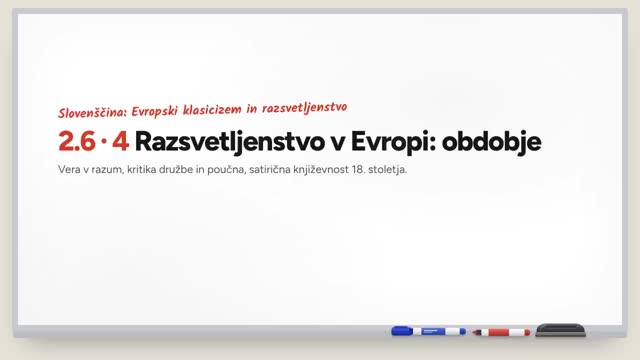 Slovenščina: Evropski klasicizem in razsvetljenstvo
2.6 · 4 Razsvetljenstvo v Evropi: obdobje
Vera v razum, kritika družbe in poučna, satirična književnost 18. stoletja.